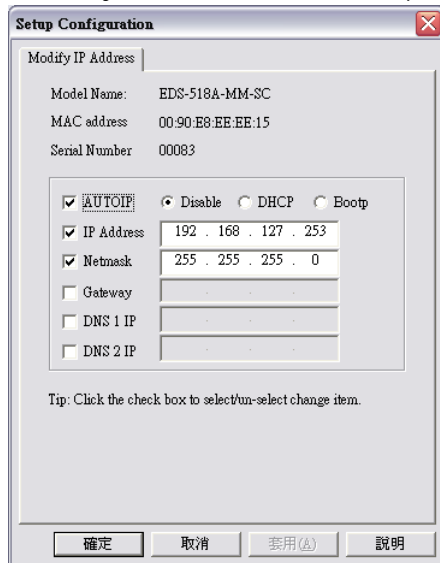 Setup Configuration
Modify IP Address
Model Name: EDS-518A-MM-SC
MAC address 00:90:E8:EE:EE:15
Serial Number 00083
AUTOIP Disable DHCP Bootp
IP Address 192 . 168 . 127 . 253
Netmask 255 . 255 . 255 . 0
Gateway . . .
DNS 1 IP . . .
DNS 2 IP . . .
Tip: Click the check box to select/un-select change item.
確定 取消 套用(A) 說明